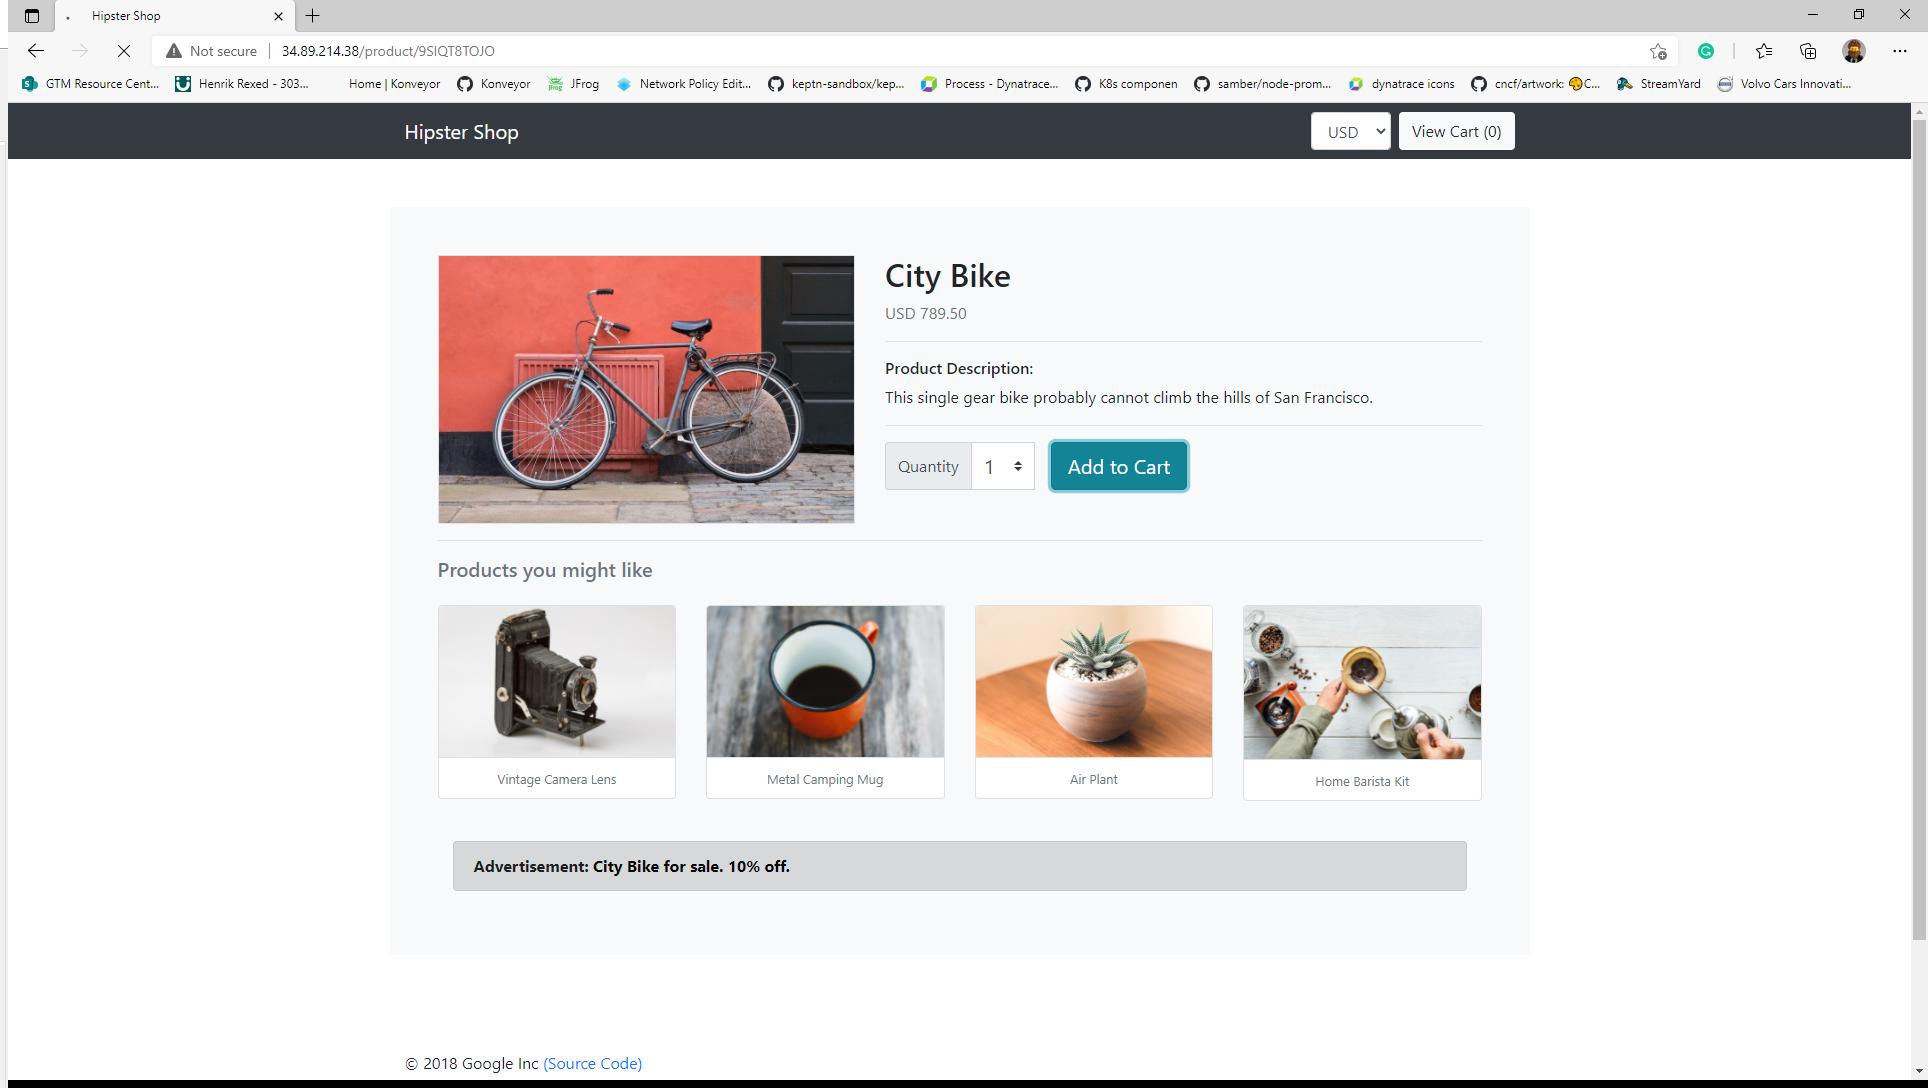 Hipster Shop
Not secure
34.89.214.38/product/9SIQT8TOJO
GTM Resource Cent...
Henrik Rexed - 303...
Home | Konveyor
Konveyor
JFrog
Network Policy Edit...
keptn-sandbox/kep...
Process - Dynatrace...
K8s componen
samber/node-prom...
dynatrace icons
cncf/artwork: 🎨C...
StreamYard
Volvo Cars Innovati...
Hipster Shop
USD
View Cart (0)
City Bike
USD 789.50
Product Description:
This single gear bike probably cannot climb the hills of San Francisco.
Quantity
1
Add to Cart
Products you might like
Vintage Camera Lens
Metal Camping Mug
Air Plant
Home Barista Kit
Advertisement: City Bike for sale. 10% off.
© 2018 Google Inc (Source Code)